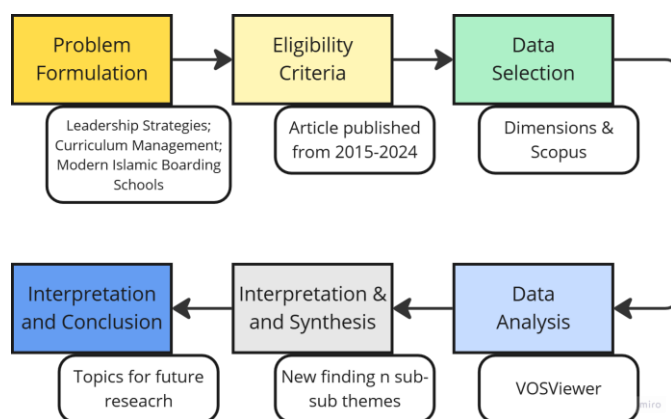 Problem
Formulation
Leadership Strategies;
Curriculum Management;
Modern Islamic Boarding
Schools
Eligibility
Criteria
Article published
from 2015-2024
Data
Selection
Dimensions &
Scopus
Data
Analysis
VOSViewer
Interpretation &
and Synthesis
New finding n sub-
sub themes
Interpretation
and Conclusion
Topics for future
reseacrh
miro